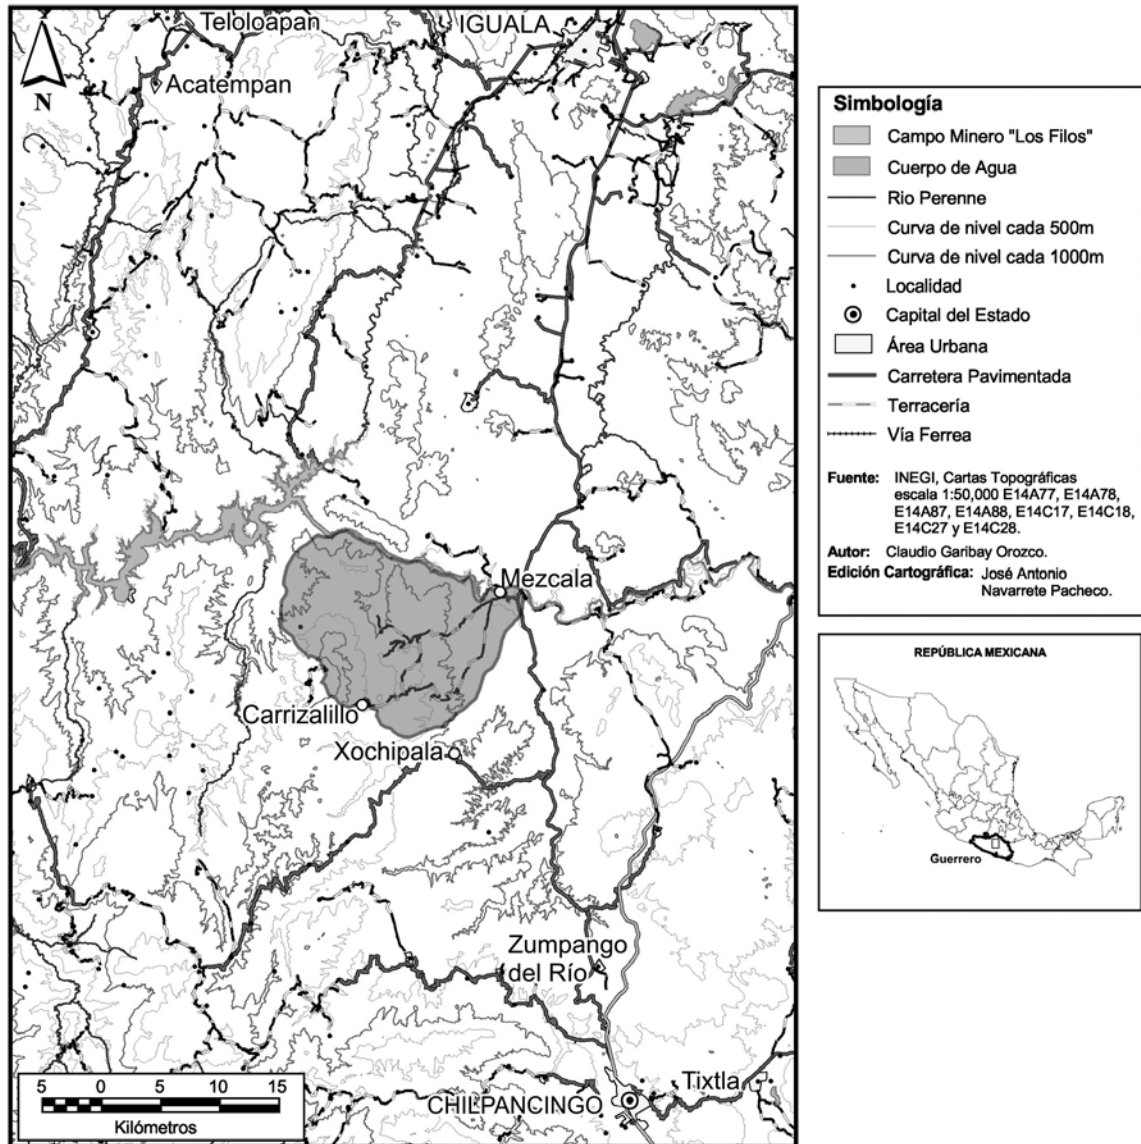 Teloloapan
IGUALA
Acatempan
N
Mezcala
Carrizalillo
Xochipala
Zumpango
del Río
Tixtla
CHILPANCINGO
5 0 5 10 15
Kilómetros
Simbología
Campo Minero "Los Filos"
Cuerpo de Agua
Rio Perenne
Curva de nivel cada 500m
Curva de nivel cada 1000m
Localidad
Capital del Estado
Área Urbana
Carretera Pavimentada
Terracería
Vía Ferrea
Fuente: INEGI, Cartas Topográficas
escala 1:50,000 E14A77, E14A78,
E14A87, E14A88, E14C17, E14C18,
E14C27 y E14C28.
Autor: Claudio Garibay Orozco.
Edición Cartográfica: José Antonio
Navarrete Pacheco.
REPÚBLICA MEXICANA
Guerrero